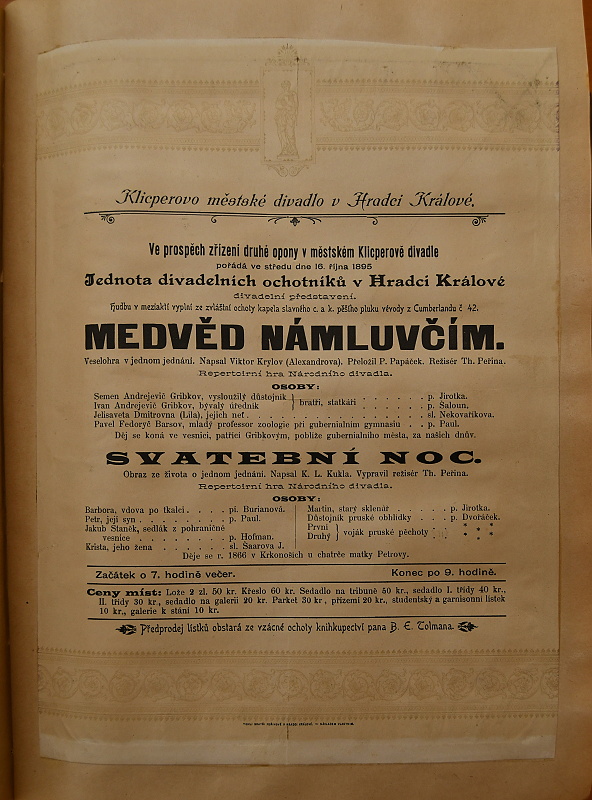 Klicperovo městské divadlo v Hradci Králové.
Ve prospěch zřízení druhé opony v městském Klicperově divadle
pořádá ve středu dne 16. října 1895
Jednota divadelních ochotníků v Hradci Králové
divadelní představení.
Hudbu v meziaktí vyplní ze zvláštní ochoty kapela slavného c. a k. pěšího pluku vévody z Cumberlandu č 42.
MEDVĚD NÁMLUVČÍM.
Veselohra v jednom jednání. Napsal Viktor Krylov (Alexandrova). Přeložil P. Papáček. Režisér Th. Peřina.
Repertoirní hra Národního divadla.
OSOBY:
Semen Andrejevič Gribkov, vysloužilý důstojník } bratři, statkáři . . . . . . p. Jirotka.
Ivan Andrejevič Gribkov, bývalý úředník . . . . . . p. Šaloun.
Jelisaveta Dmitrovna (Lila), jejich neť . . . . . . sl. Nekovaříkova.
Pavel Fedoryč Barsov, mladý professor zoologie při gubernialním gymnasiu . . p. Paul.
Děj se koná ve vesnici, patřící Gribkovým, poblíže gubernialního města, za našich dnův.
SVATEBNÍ NOC.
Obraz ze života o jednom jednání. Napsal K. L. Kukla. Vypravil režisér Th. Peřina.
Repertoirní hra Národního divadla.
OSOBY:
Barbora, vdova po tkalci . . . . pí. Burianová.
Petr, její syn . . . . . . . p. Paul.
Jakub Staněk, sedlák z pohraničné
vesnice . . . . . . . p. Hofman.
Krista, jeho žena . . . . . sl. Saarova J.
Martin, starý sklenář . . . . . p. Jirotka.
Důstojník pruské obhlídky . . . p. Dvořáček.
První } voják pruské pěchoty { . . * * *
Druhý . . * * *
Děje se r. 1866 v Krkonoších u chatrče matky Petrovy.
Začátek o 7. hodině večer. Konec po 9. hodině.
Ceny míst: Lože 2 zl. 50 kr. Křeslo 60 kr. Sedadlo na tribuně 50 kr., sedadlo I. třídy 40 kr.,
II. třídy 30 kr., sedadlo na galerii 20 kr. Parket 30 kr, přízemí 20 kr., studentský a garnisonní lístek
10 kr., galerie k stání 10 kr.
Předprodej lístků obstará ze vzácné ochoty knihkupectví pana B. E. Tolmana.